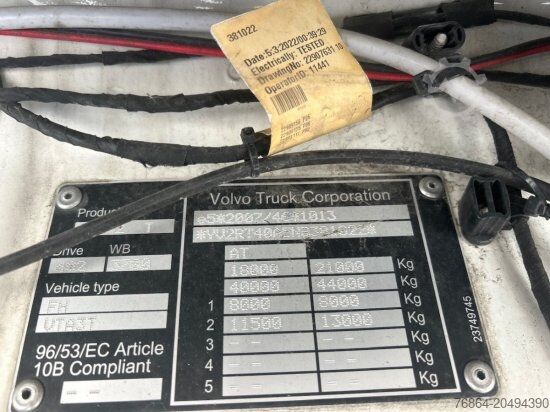 381022
Date:5:3:2022/00:39:29
Electrically: TESTED
DrawingNo: 22907631.10
OperatorID: 11441
Volvo Truck Corporation
e5*2007/46*1013
Produc
T
AT
Drive WB
18000 21000 Kg
40000 44000 Kg
Vehicle type
FH
1 8000 8000 Kg
VTA3T
2 11500 13000 Kg
3 -- -- Kg
96/53/EC Article
10B Compliant
4 -- -- Kg
-- 
5 -- -- Kg
23749745
76864-20494390